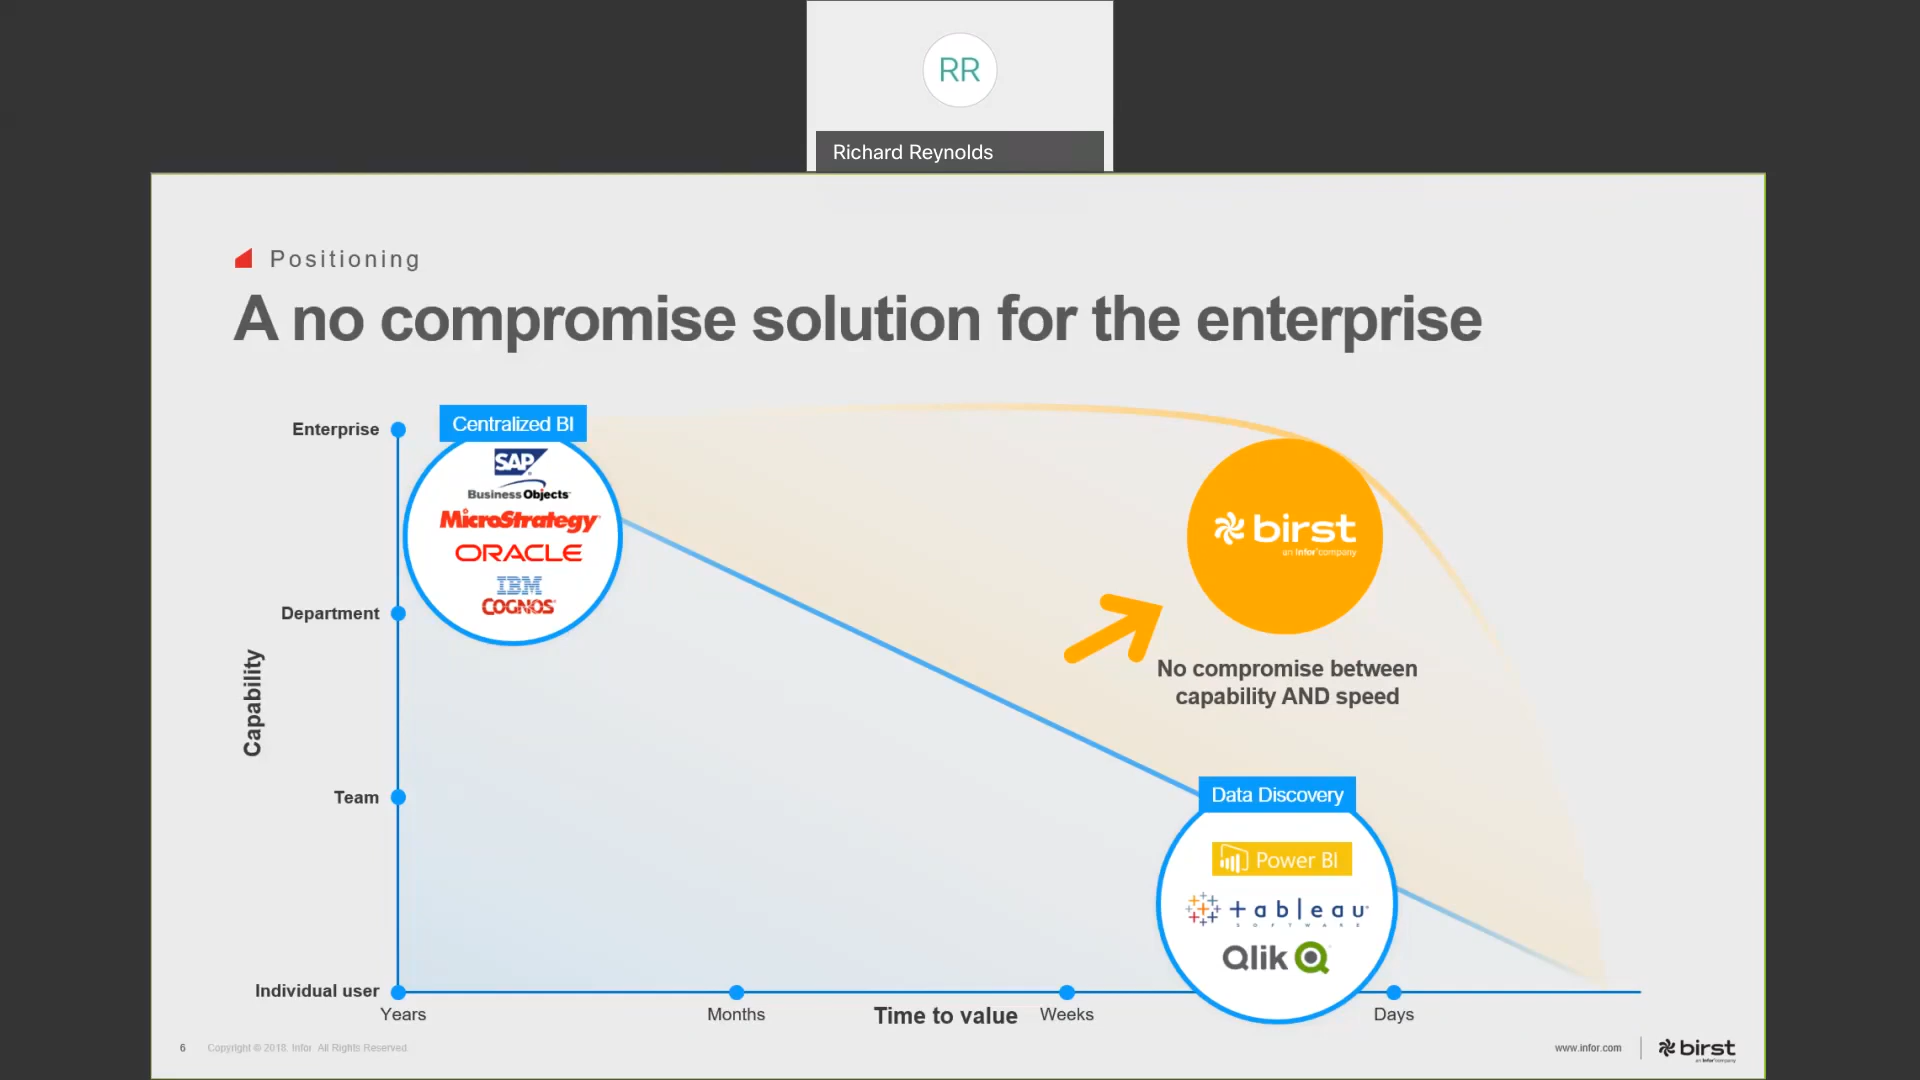 RR
Richard Reynolds
Positioning
A no compromise solution for the enterprise
Enterprise
Department
Team
Individual user
Capability
Centralized BI
SAP
Business Objects
MicroStrategy
ORACLE
IBM
COGNOS
birst
an infor company
No compromise between
capability AND speed
Data Discovery
Power BI
+ableau
SOFTWARE
Qlik
Years
Months
Time to value
Weeks
Days
6
Copyright © 2018. Infor. All Rights Reserved.
www.infor.com
birst
an infor company